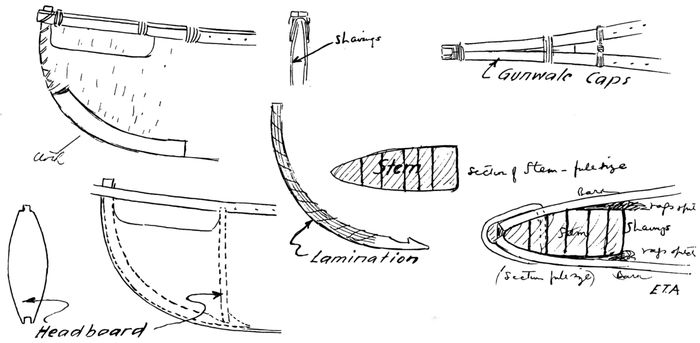 Shavings
Gunwale Caps
Stem
Section of Stem - full size
Lamination
Headboard
Bark
Stem
Shavings
(Section full size)
Bark
ETA